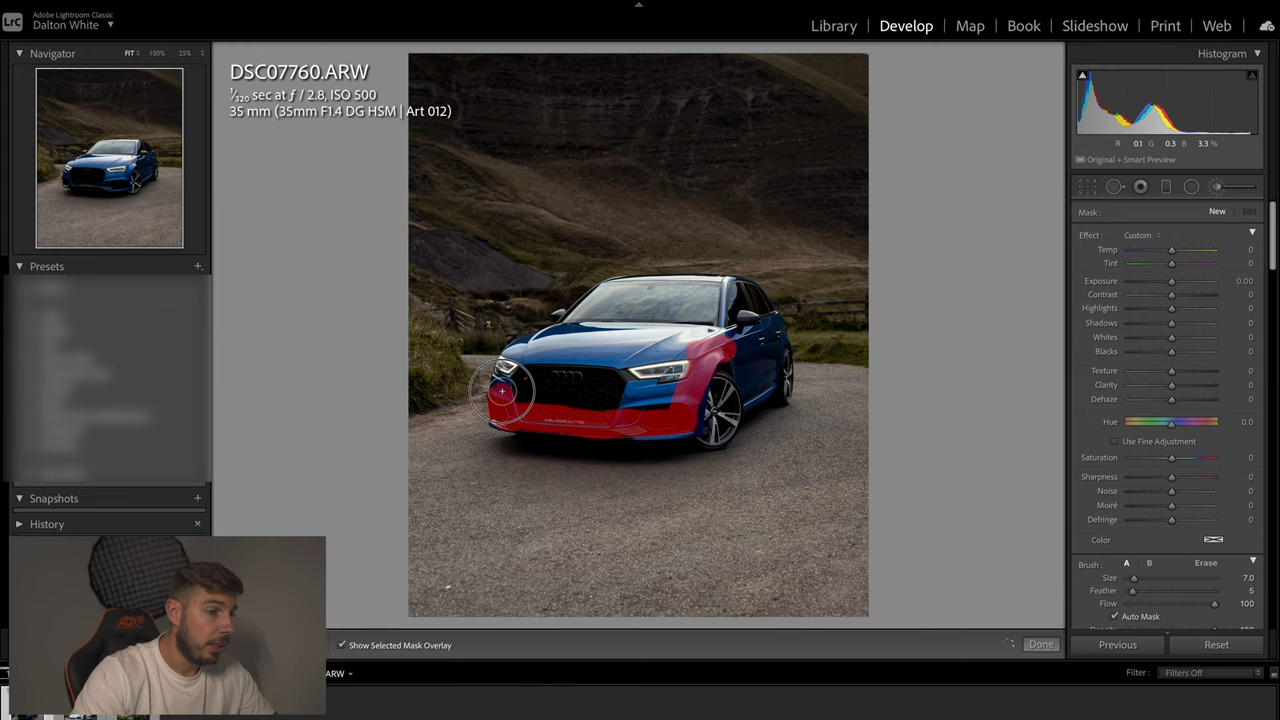 Adobe Lightroom Classic
Dalton White
Library | Develop | Map | Book | Slideshow | Print | Web
Navigator FIT 100% 25%
Presets
Snapshots
History
DSC07760.ARW
1/320 sec at ƒ / 2.8, ISO 500
35 mm (35mm F1.4 DG HSM | Art 012)
quattro
Show Selected Mask Overlay
Done
ARW
Histogram
R 0.1 G 0.3 B 3.3 %
Original + Smart Preview
Mask : New Edit
Effect : Custom
Temp 0
Tint 0
Exposure 0.00
Contrast 0
Highlights 0
Shadows 0
Whites 0
Blacks 0
Texture 0
Clarity 0
Dehaze 0
Hue 0.0
Use Fine Adjustment
Saturation 0
Sharpness 0
Noise 0
Moiré 0
Defringe 0
Color
Brush : A B Erase
Size 7.0
Feather 5
Flow 100
Auto Mask
Previous Reset
Filter : Filters Off